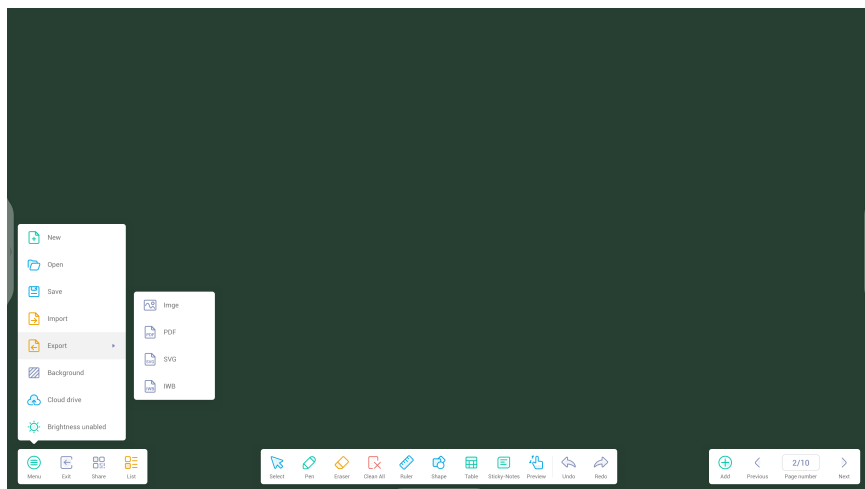 New
Open
Save
Import
Export
Background
Cloud drive
Brightness unabled
Imge
PDF
SVG
IWB
Menu
Exit
Share
List
Select
Pen
Eraser
Clean All
Ruler
Shape
Table
Sticky-Notes
Preview
Undo
Redo
Add
Previous
2/10
Page number
Next